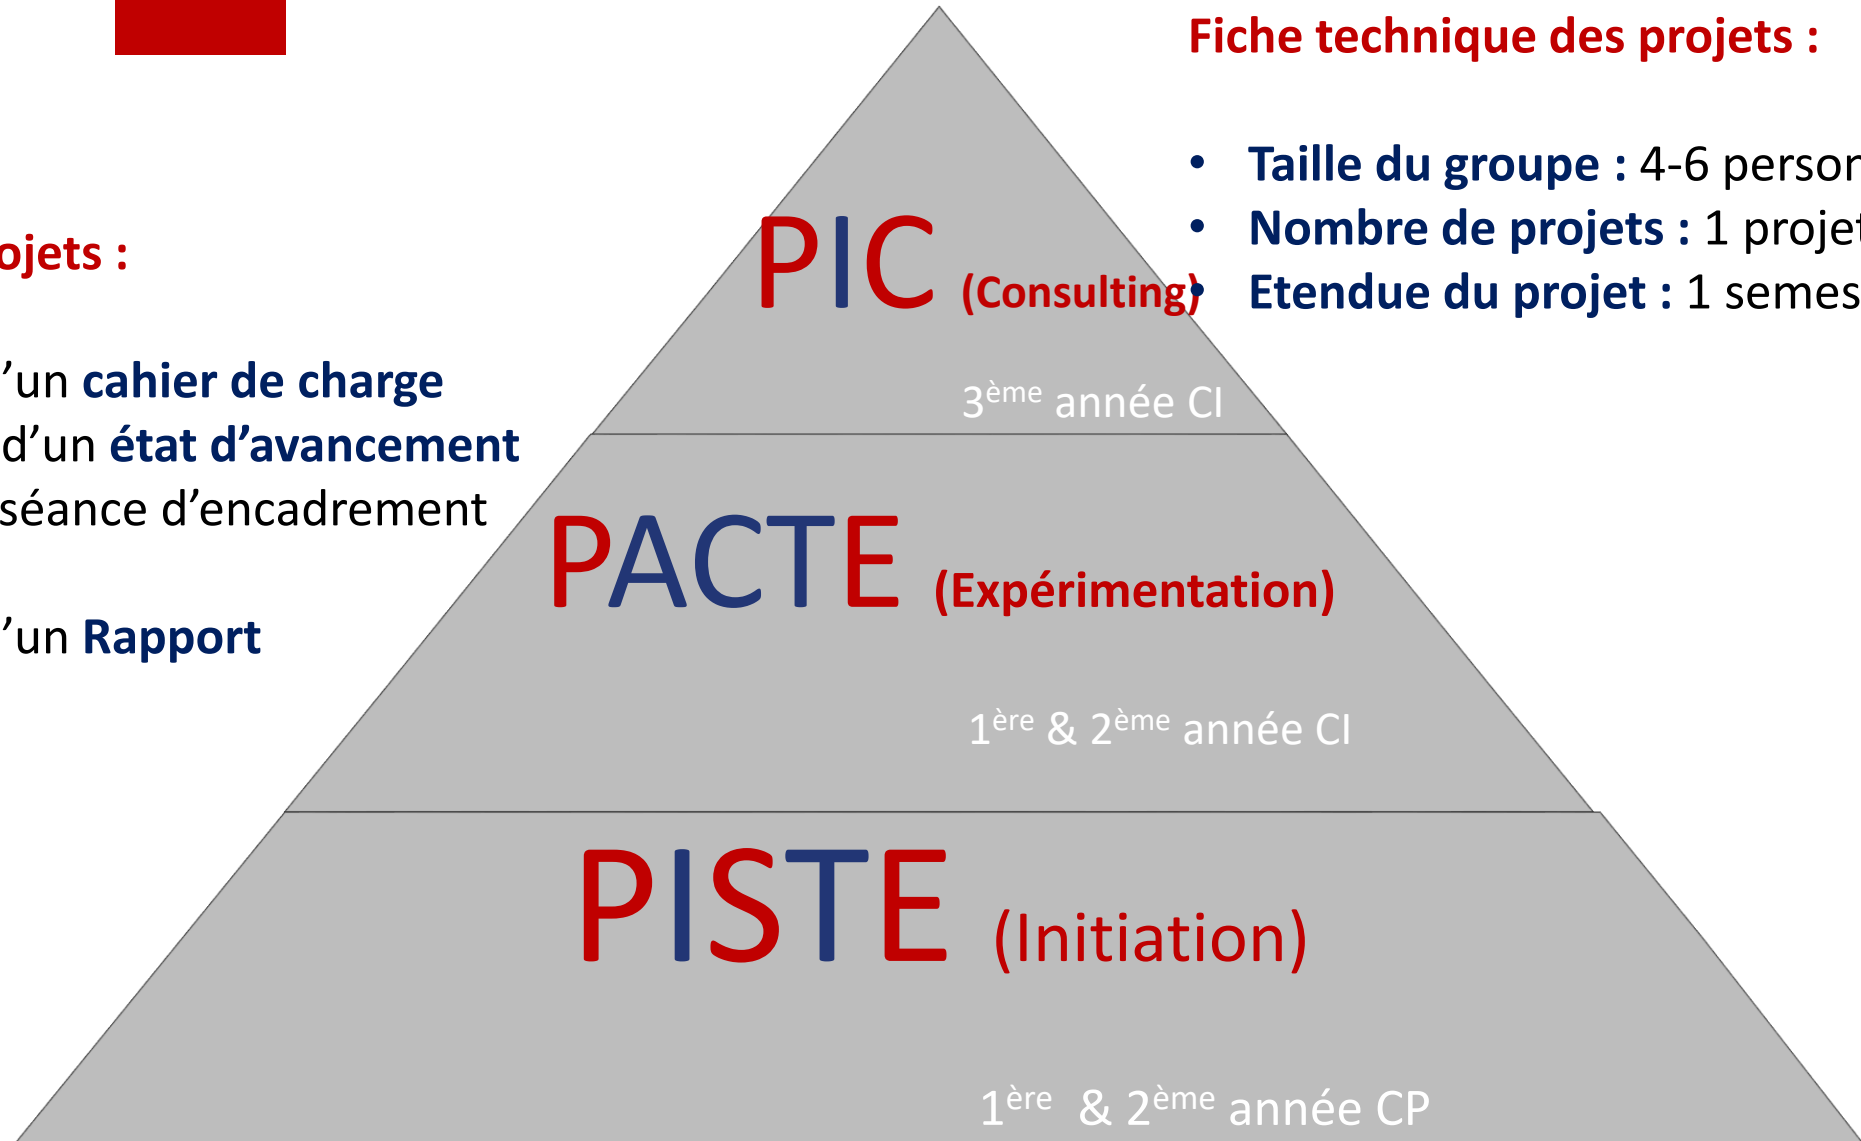 Fiche technique des projets :
• Taille du groupe : 4-6 person
• Nombre de projets : 1 projet
• Etendue du projet : 1 semes
ojets :
’un cahier de charge
d’un état d’avancement
séance d’encadrement
’un Rapport
PIC (Consulting)
3ème année CI
PACTE (Expérimentation)
1ère & 2ème année CI
PISTE (Initiation)
1ère & 2ème année CP